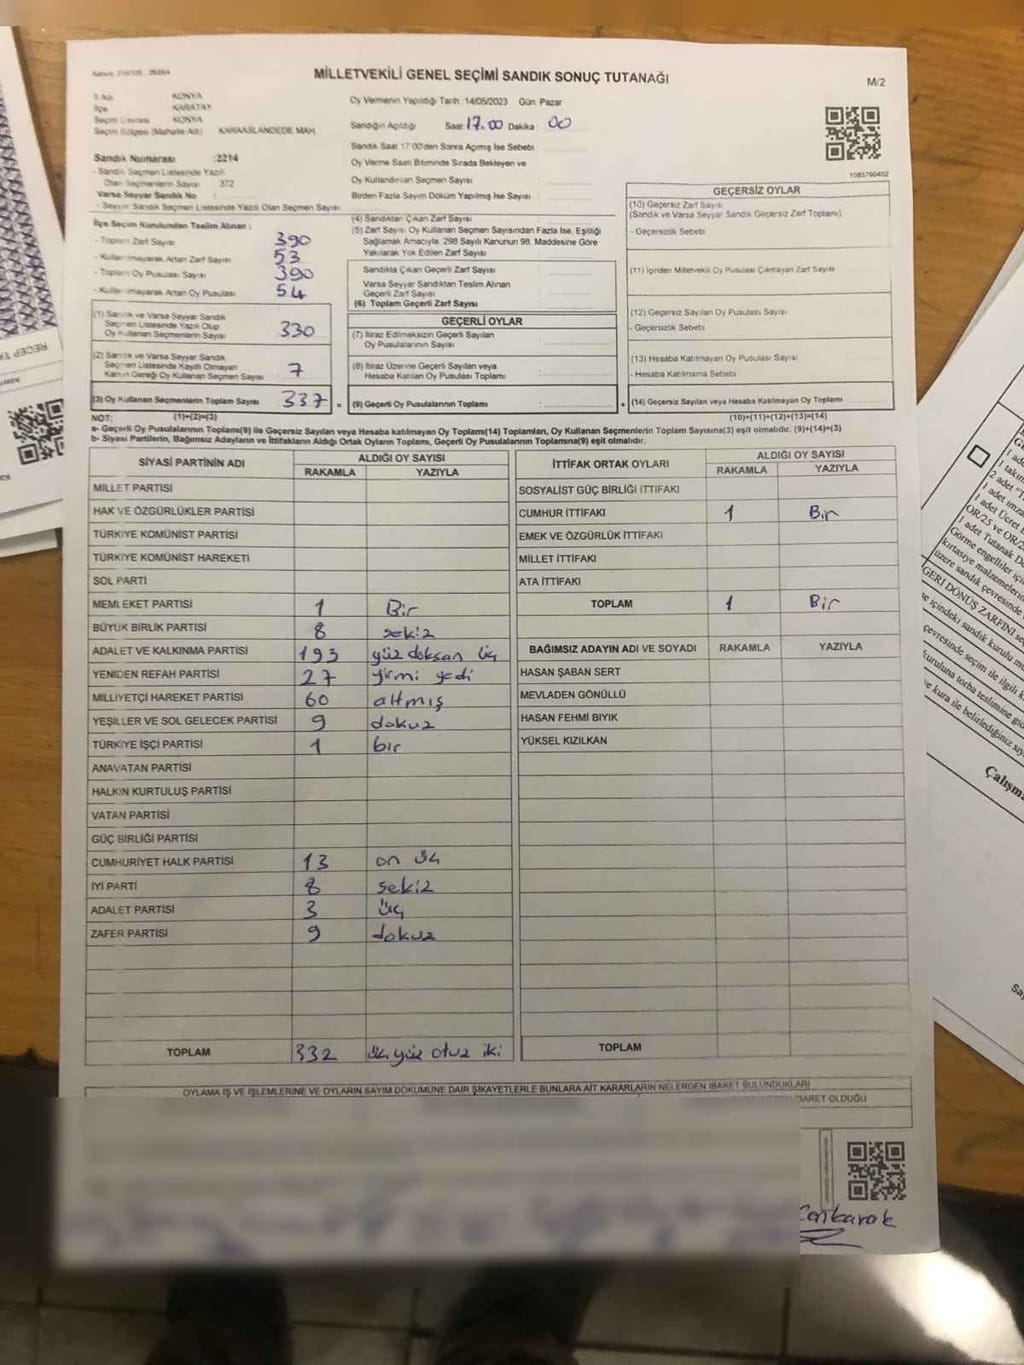 MİLLETVEKİLİ GENEL SEÇİMİ SANDIK SONUÇ TUTANAĞI
M/2
İl Adı KONYA
İlçe KARATAY
Seçim Çevresi KONYA
Seçim Bölgesi (Mahalle Adı) KARAASLANDEDE MAH.
Oy Vermenin Yapıldığı Tarih :14/05/2023 Gün: Pazar
Sandığın Açıldığı Saat 17.00 Dakika : 00
Sandık Saat 17:00'den Sonra Açılmış İse Sebebi
Oy Verme Saati Bitiminde Sırada Bekleyen ve
Oy Kullandırılan Seçmen Sayısı
Birden Fazla Sayım Döküm Yapılmış İse Sayısı
1083790402
Sandık Numarası :2214
- Sandık Seçmen Listesinde Yazılı
Olan Seçmenlerin Sayısı 372
Varsa Seyyar Sandık No
- Seyyar Sandık Seçmen Listesinde Yazılı Olan Seçmen Sayısı
İlçe Seçim Kurulundan Teslim Alınan :
- Toplam Zarf Sayısı 390
- Kullanılmayarak Artan Zarf Sayısı 53
- Toplam Oy Pusulası Sayısı 390
- Kullanılmayarak Artan Oy Pusulası 54
(1) Sandık ve Varsa Seyyar Sandık
Seçmen Listesinde Yazılı Olup
Oy Kullanan Seçmenlerin Sayısı 330
(2) Sandık ve Varsa Seyyar Sandık
Seçmen Listesinde Kayıtlı Olmayan
Kanun Gereği Oy Kullanan Seçmen Sayısı 7
(3) Oy Kullanan Seçmenlerin Toplam Sayısı 337 =
(1)+(2)=(3)
(4) Sandıktan Çıkan Zarf Sayısı
(5) Zarf Sayısı Oy Kullanan Seçmen Sayısından Fazla İse, Eşitliği
Sağlamak Amacıyla, 298 Sayılı Kanunun 98. Maddesine Göre
Yakılarak Yok Edilen Zarf Sayısı
Sandıkta Çıkan Geçerli Zarf Sayısı
Varsa Seyyar Sandıktan Teslim Alınan
Geçerli Zarf Sayısı
(6) Toplam Geçerli Zarf Sayısı
GEÇERLİ OYLAR
(7) İtiraz Edilmeksizin Geçerli Sayılan
Oy Pusulalarının Sayısı
(8) İtiraz Üzerine Geçerli Sayılan veya
Hesaba Katılan Oy Pusulası Toplamı
(9) Geçerli Oy Pusulalarının Toplamı +
GEÇERSİZ OYLAR
(10) Geçersiz Zarf Sayısı
(Sandık ve Varsa Seyyar Sandık Geçersiz Zarf Toplamı)
- Geçersizlik Sebebi
(11) İçinden Milletvekili Oy Pusulası Çıkmayan Zarf Sayısı
(12) Geçersiz Sayılan Oy Pusulası Sayısı
- Geçersizlik Sebebi
(13) Hesaba Katılmayan Oy Pusulası Sayısı
- Hesaba Katılmama Sebebi
(14) Geçersiz Sayılan veya Hesaba Katılmayan Oy Toplamı
(10)+(11)+(12)+(13)=(14)
NOT:
a- Geçerli Oy Pusulalarının Toplamı(9) ile Geçersiz Sayılan veya Hesaba katılmayan Oy Toplamı(14) Toplamları, Oy Kullanan Seçmenlerin Toplam Sayısına(3) eşit olmalıdır. (9)+(14)=(3)
b- Siyasi Partilerin, Bağımsız Adayların ve İttifakların Aldığı Ortak Oyların Toplamı, Geçerli Oy Pusulalarının Toplamına(9) eşit olmalıdır.
SİYASİ PARTİNİN ADI ALDIĞI OY SAYISI
RAKAMLA YAZIYLA
MİLLET PARTİSİ
HAK VE ÖZGÜRLÜKLER PARTİSİ
TÜRKİYE KOMÜNİST PARTİSİ
TÜRKİYE KOMÜNİST HAREKETİ
SOL PARTİ
MEMLEKET PARTİSİ 1 Bir
BÜYÜK BİRLİK PARTİSİ 8 sekiz
ADALET VE KALKINMA PARTİSİ 193 yüz doksan üç
YENİDEN REFAH PARTİSİ 27 yirmi yedi
MİLLİYETÇİ HAREKET PARTİSİ 60 altmış
YEŞİLLER VE SOL GELECEK PARTİSİ 9 dokuz
TÜRKİYE İŞÇİ PARTİSİ 1 bir
ANAVATAN PARTİSİ
HALKIN KURTULUŞ PARTİSİ
VATAN PARTİSİ
GÜÇ BİRLİĞİ PARTİSİ
CUMHURİYET HALK PARTİSİ 13 on üç
İYİ PARTİ 8 sekiz
ADALET PARTİSİ 3 üç
ZAFER PARTİSİ 9 dokuz
TOPLAM 332 üç yüz otuz iki
İTTİFAK ORTAK OYLARI ALDIĞI OY SAYISI
RAKAMLA YAZIYLA
SOSYALİST GÜÇ BİRLİĞİ İTTİFAKI
CUMHUR İTTİFAKI 1 Bir
EMEK VE ÖZGÜRLÜK İTTİFAKI
MİLLET İTTİFAKI
ATA İTTİFAKI
TOPLAM 1 Bir
BAĞIMSIZ ADAYIN ADI VE SOYADI RAKAMLA YAZIYLA
HASAN ŞABAN SERT
MEVLADEN GÖNÜLLÜ
HASAN FEHMİ BIYIK
YÜKSEL KIZILKAN
TOPLAM
OYLAMA İŞ VE İŞLEMLERİNE VE OYLARIN SAYIM DÖKÜMÜNE DAİR ŞİKAYETLERLE BUNLARA AİT KARARLARIN NELERDEN İBARET BULUNDUKLARI
İBARET OLDUĞU
RECEP T
Çalışma